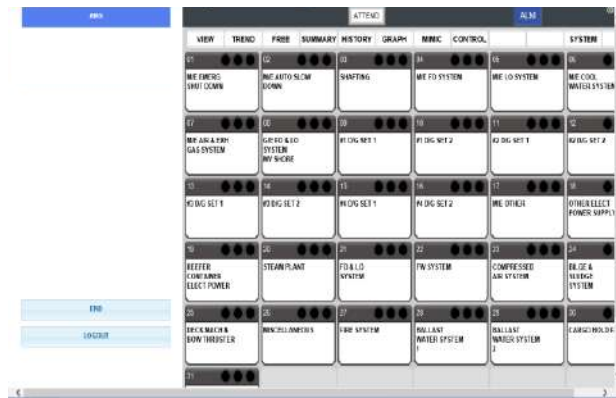 ATTEND
ALM
VIEW TREND FREE SUMMARY HISTORY GRAPH MIMIC CONTROL SYSTEM
01
M/E EMERG
SHUT DOWN
02
M/E AUTO SLOW
DOWN
03
SHAFTING
04
M/E FO SYSTEM
05
M/E LO SYSTEM
06
M/E COOL
WATER SYSTEM
07
M/E AIR & EXH
GAS SYSTEM
08
G/E FO & LO
SYSTEM
09
#1 D/G SET 1
10
#1 D/G SET 2
11
#2 D/G SET 1
12
#2 D/G SET 2
13
#3 D/G SET 1
14
#3 D/G SET 2
15
#4 D/G SET 1
16
#4 D/G SET 2
17
M/E OTHER
18
OTHER ELECT
POWER SUPPLY
19
REEFER
CONTAINER
ELECT POWER
20
STEAM PLANT
21
FO & LO
SYSTEM
22
FW SYSTEM
23
COMPRESSED
AIR SYSTEM
24
BILGE &
SLUDGE
SYSTEM
END
LOGOUT
25
DECK MACH &
BOW THRUSTER
26
MISCELLANEOUS
27
FIRE SYSTEM
28
BALLAST
WATER SYSTEM
1
29
BALLAST
WATER SYSTEM
2
30
CARGO HOLD F
31